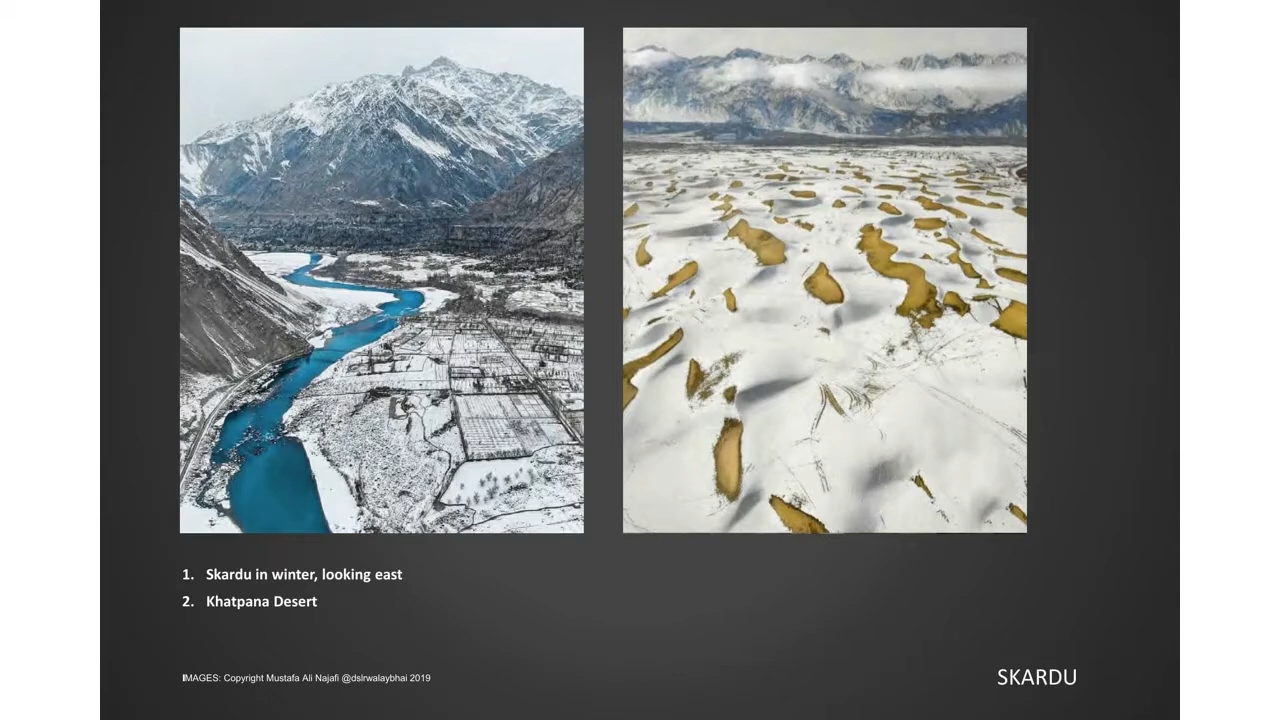 1. Skardu in winter, looking east
2. Khatpana Desert
IMAGES: Copyright Mustafa Ali Najafi @dslrwalaybhai 2019
SKARDU